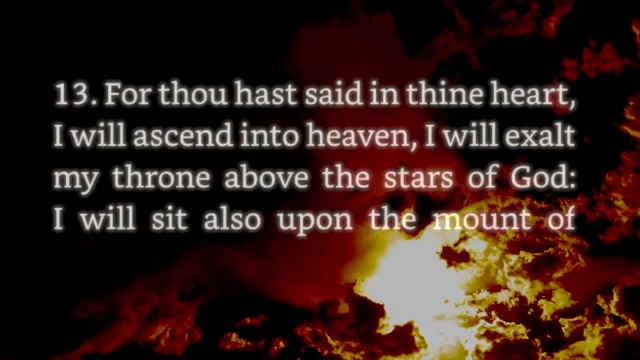 13. For thou hast said in thine heart,
I will ascend into heaven, I will exalt
my throne above the stars of God:
I will sit also upon the mount of